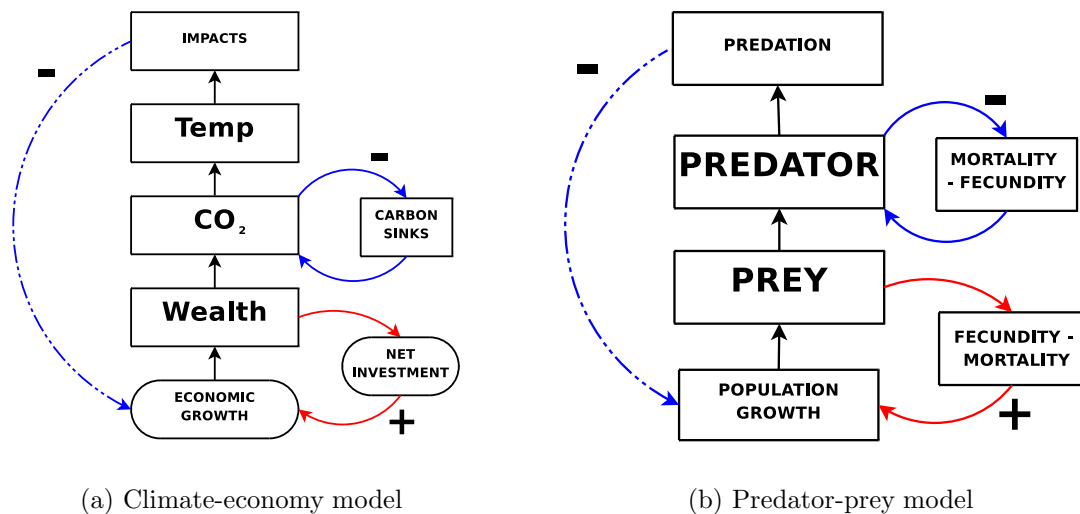 IMPACTS
-
Temp
CO₂
-
CARBON
SINKS
Wealth
NET
INVESTMENT
+
ECONOMIC
GROWTH
(a) Climate-economy model
PREDATION
-
PREDATOR
-
MORTALITY
- FECUNDITY
PREY
FECUNDITY -
MORTALITY
+
POPULATION
GROWTH
(b) Predator-prey model